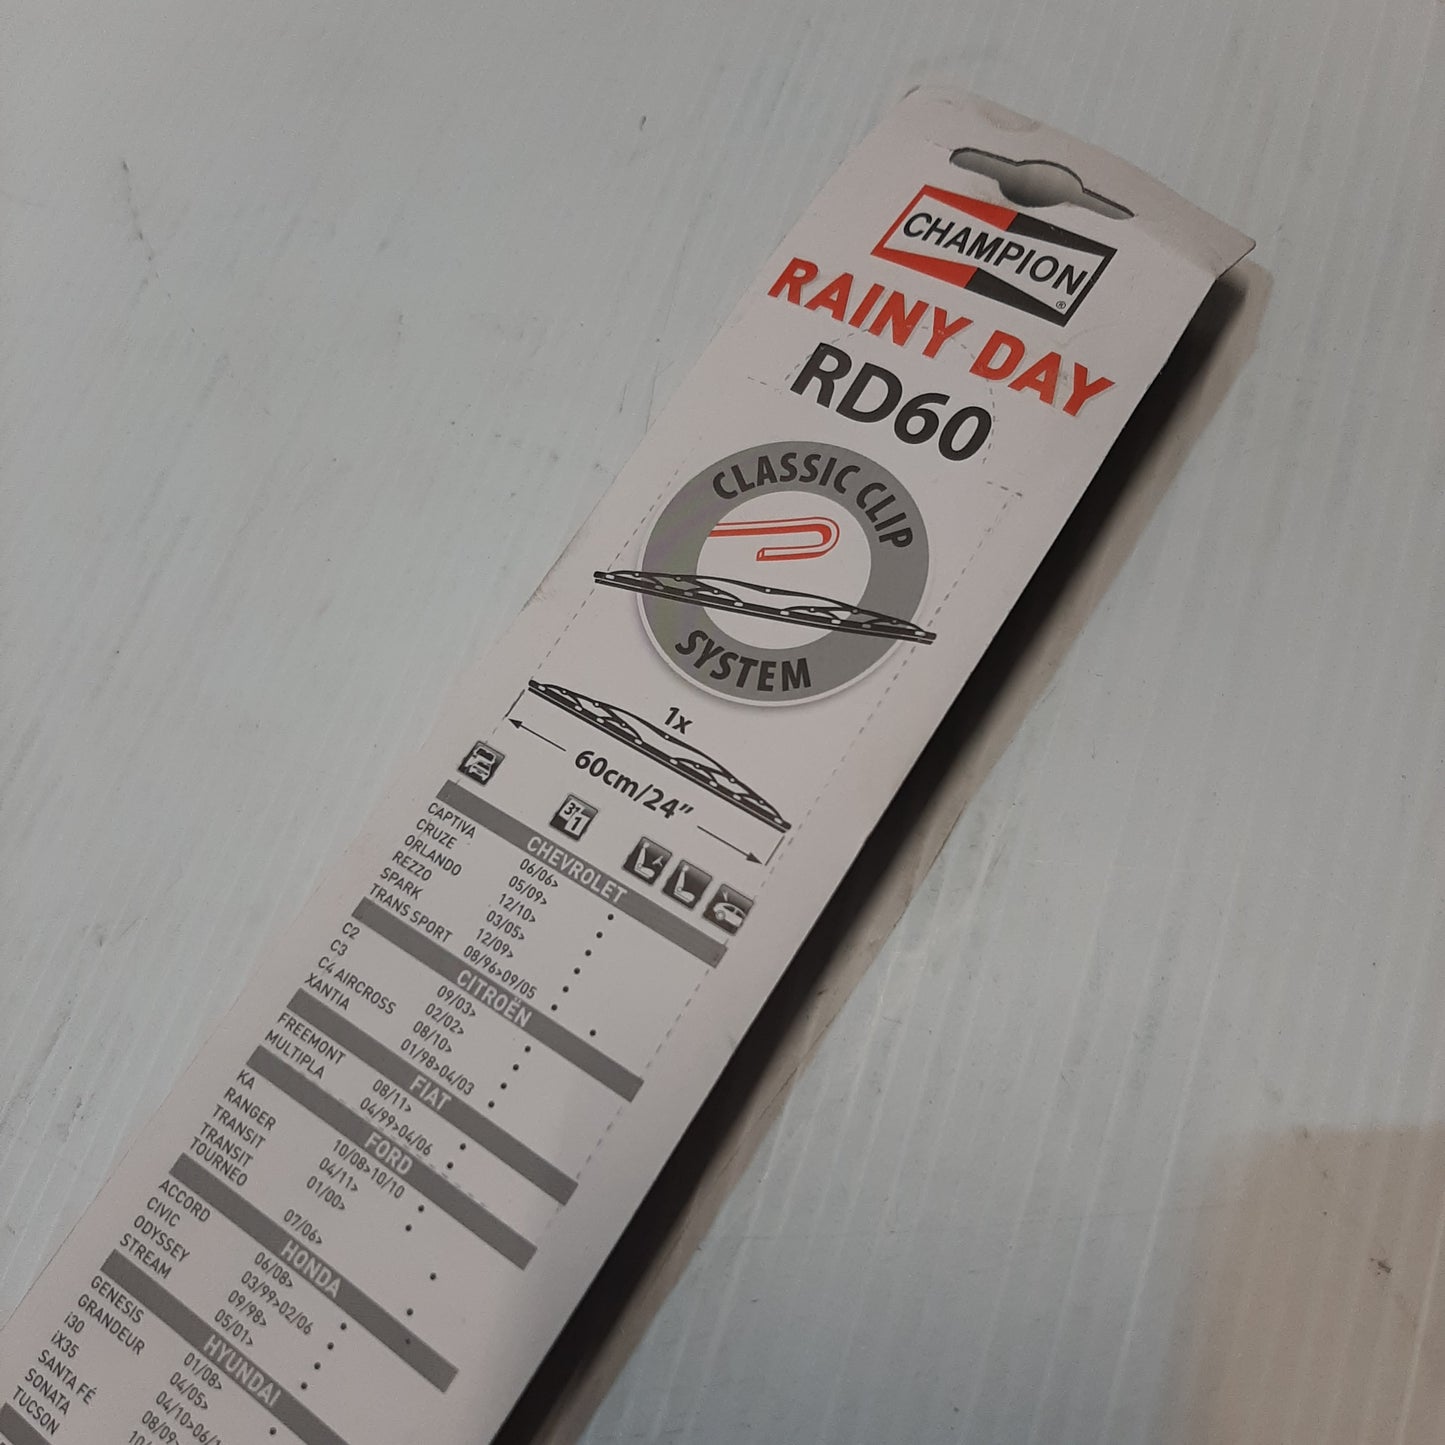 CHAMPION
®
RAINY DAY
RD60
CLASSIC CLIP
SYSTEM
1x
60cm/24”
31
1
CHEVROLET
CAPTIVA 06/06>
CRUZE 05/09>
ORLANDO 12/10>
REZZO 03/05>
SPARK 12/09>
TRANS SPORT 08/96>09/05
CITROËN
C2 09/03>
C3 02/02>
C4 AIRCROSS 08/10>
XANTIA 01/98>04/03
FIAT
FREEMONT 08/11>
MULTIPLA 04/99>04/06
FORD
KA 10/08>10/10
RANGER 04/11>
TRANSIT 01/00>
TRANSIT
TOURNEO 07/06>
HONDA
ACCORD 06/08>
CIVIC 03/99>02/06
ODYSSEY 09/98>
STREAM 05/01>
HYUNDAI
GENESIS 01/08>
GRANDEUR 04/05>
i30 04/10>06/1
iX35 08/09>
SANTA FÉ 10/
SONATA
TUCSON